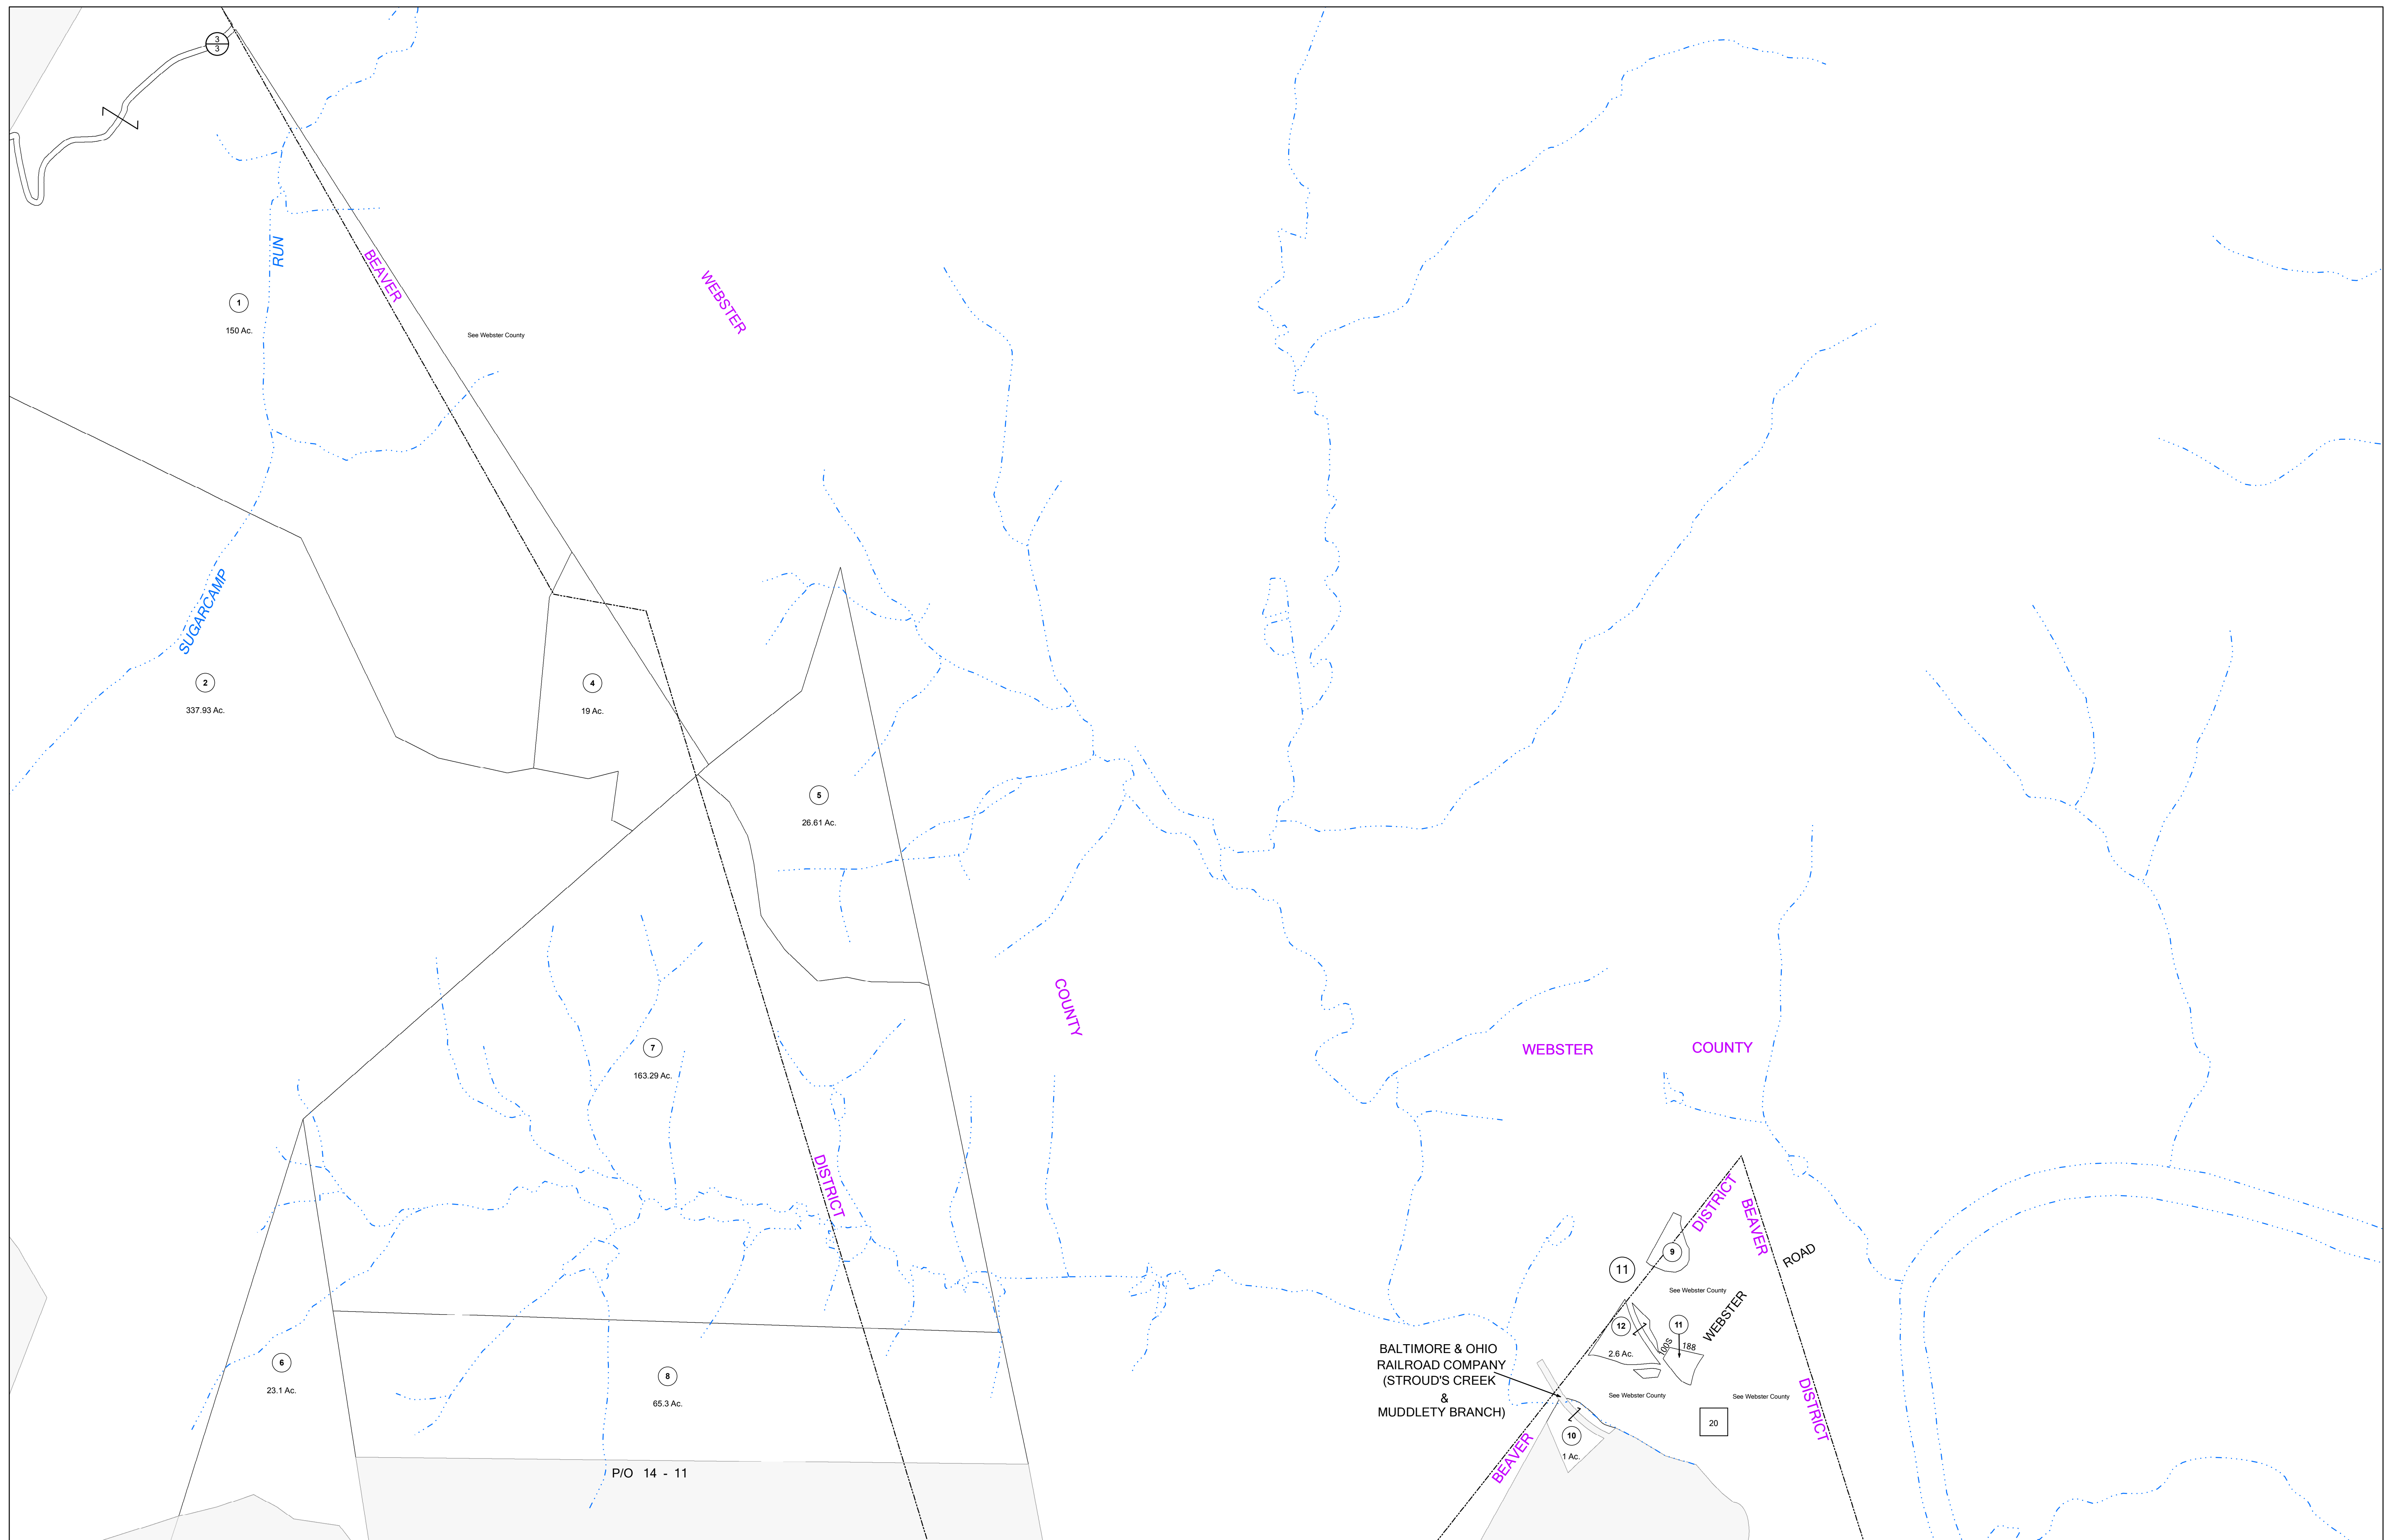 3
3
RUN
BEAVER
WEBSTER
1
150 Ac.
See Webster County
SUGARCAMP
2
337.93 Ac.
4
19 Ac.
5
26.61 Ac.
COUNTY
7
163.29 Ac.
WEBSTER COUNTY
DISTRICT
DISTRICT
BEAVER
ROAD
9
11
See Webster County
WEBSTER
12
11
100S
188
2.6 Ac.
BALTIMORE & OHIO
RAILROAD COMPANY
(STROUD'S CREEK
&
MUDDLETY BRANCH)
6
23.1 Ac.
8
65.3 Ac.
See Webster County
See Webster County
DISTRICT
20
10
1 Ac.
BEAVER
P/O 14 - 11